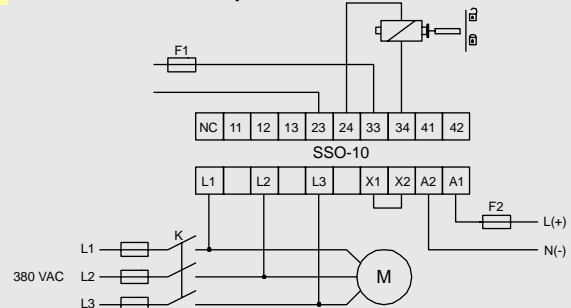 F1
NC 11 12 13 23 24 33 34 41 42
SSO-10
L1 L2 L3 X1 X2 A2 A1
F2
L(+)
N(-)
K
L1
380 VAC L2
L3
M